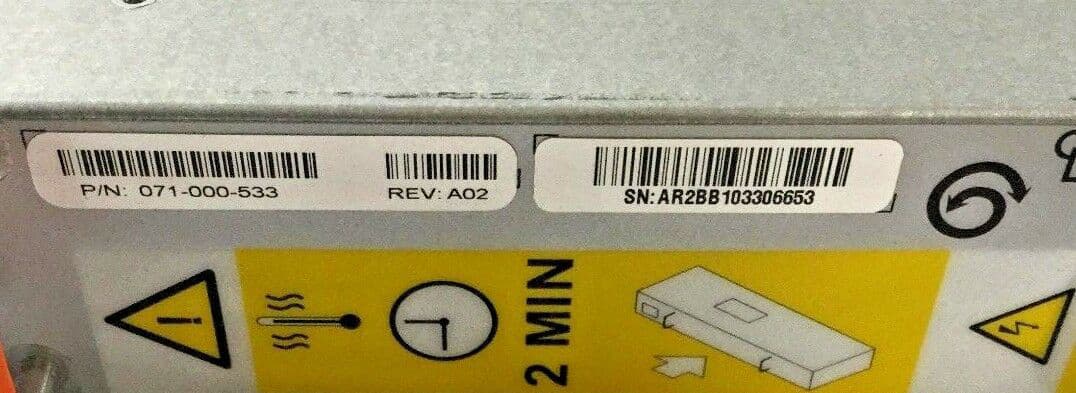 P/N: 071-000-533
REV: A02
SN: AR2BB103306653
2 MIN